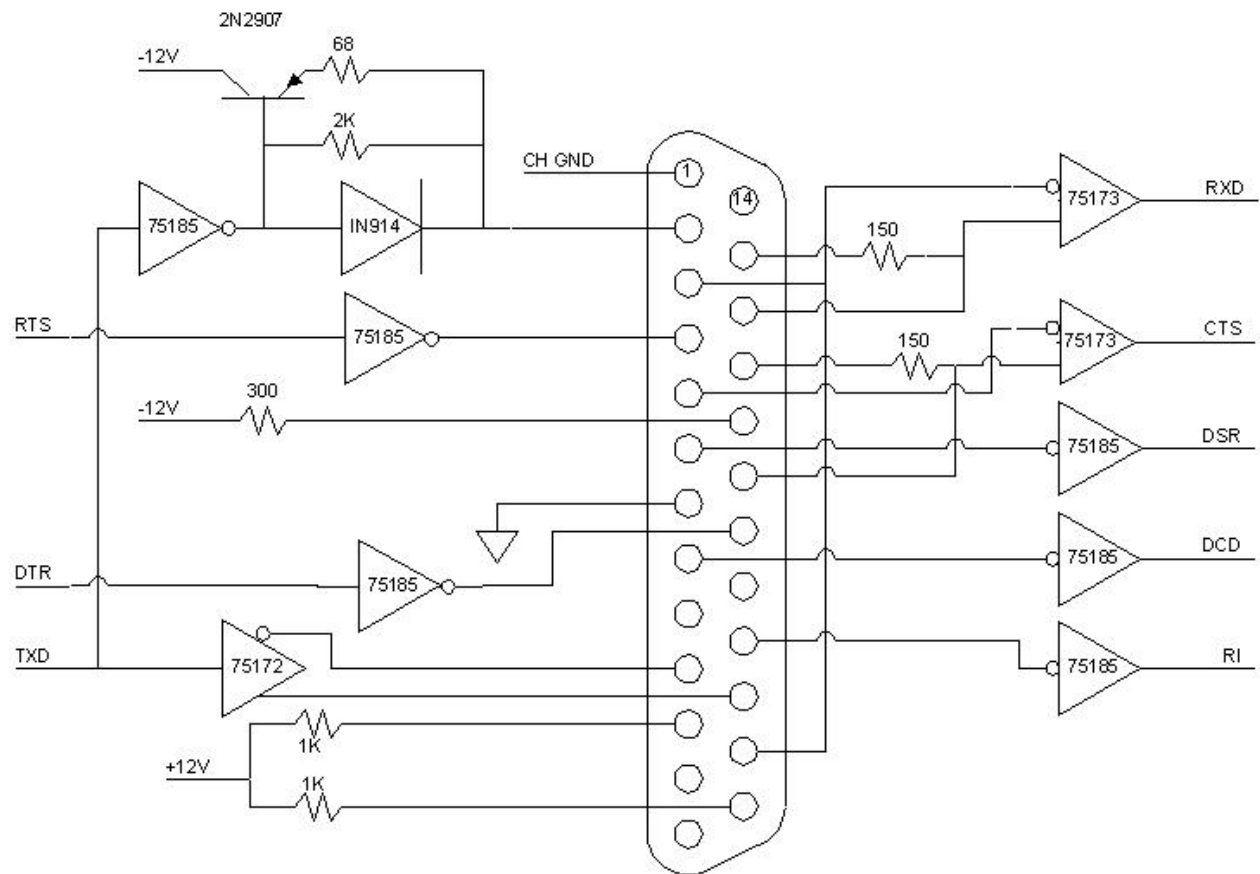 2N2907
-12V
68
2K
CH GND
1
14
75185
IN914
75173
RXD
150
RTS
75185
150
75173
CTS
300
-12V
75185
DSR
DTR
75185
75185
DCD
TXD
75172
75185
RI
1K
+12V
1K